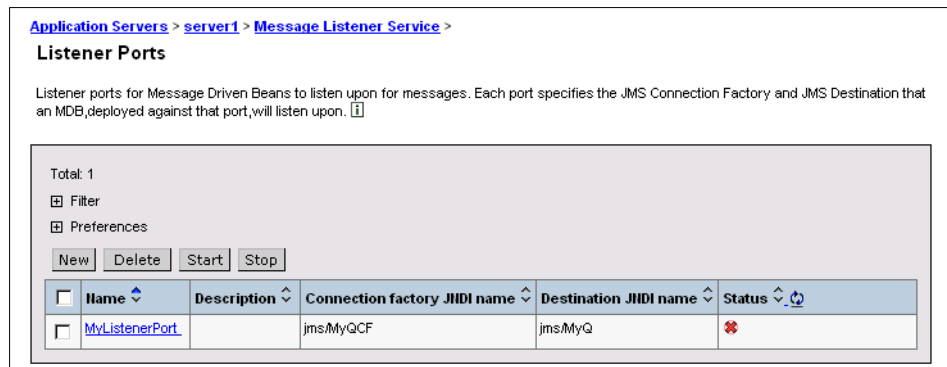 Application Servers > server1 > Message Listener Service >
Listener Ports
Listener ports for Message Driven Beans to listen upon for messages. Each port specifies the JMS Connection Factory and JMS Destination that
an MDB,deployed against that port,will listen upon. i
Total: 1
Filter
Preferences
New Delete Start Stop
Name Description Connection factory JNDI name Destination JNDI name Status
MyListenerPort jms/MyQCF jms/MyQ